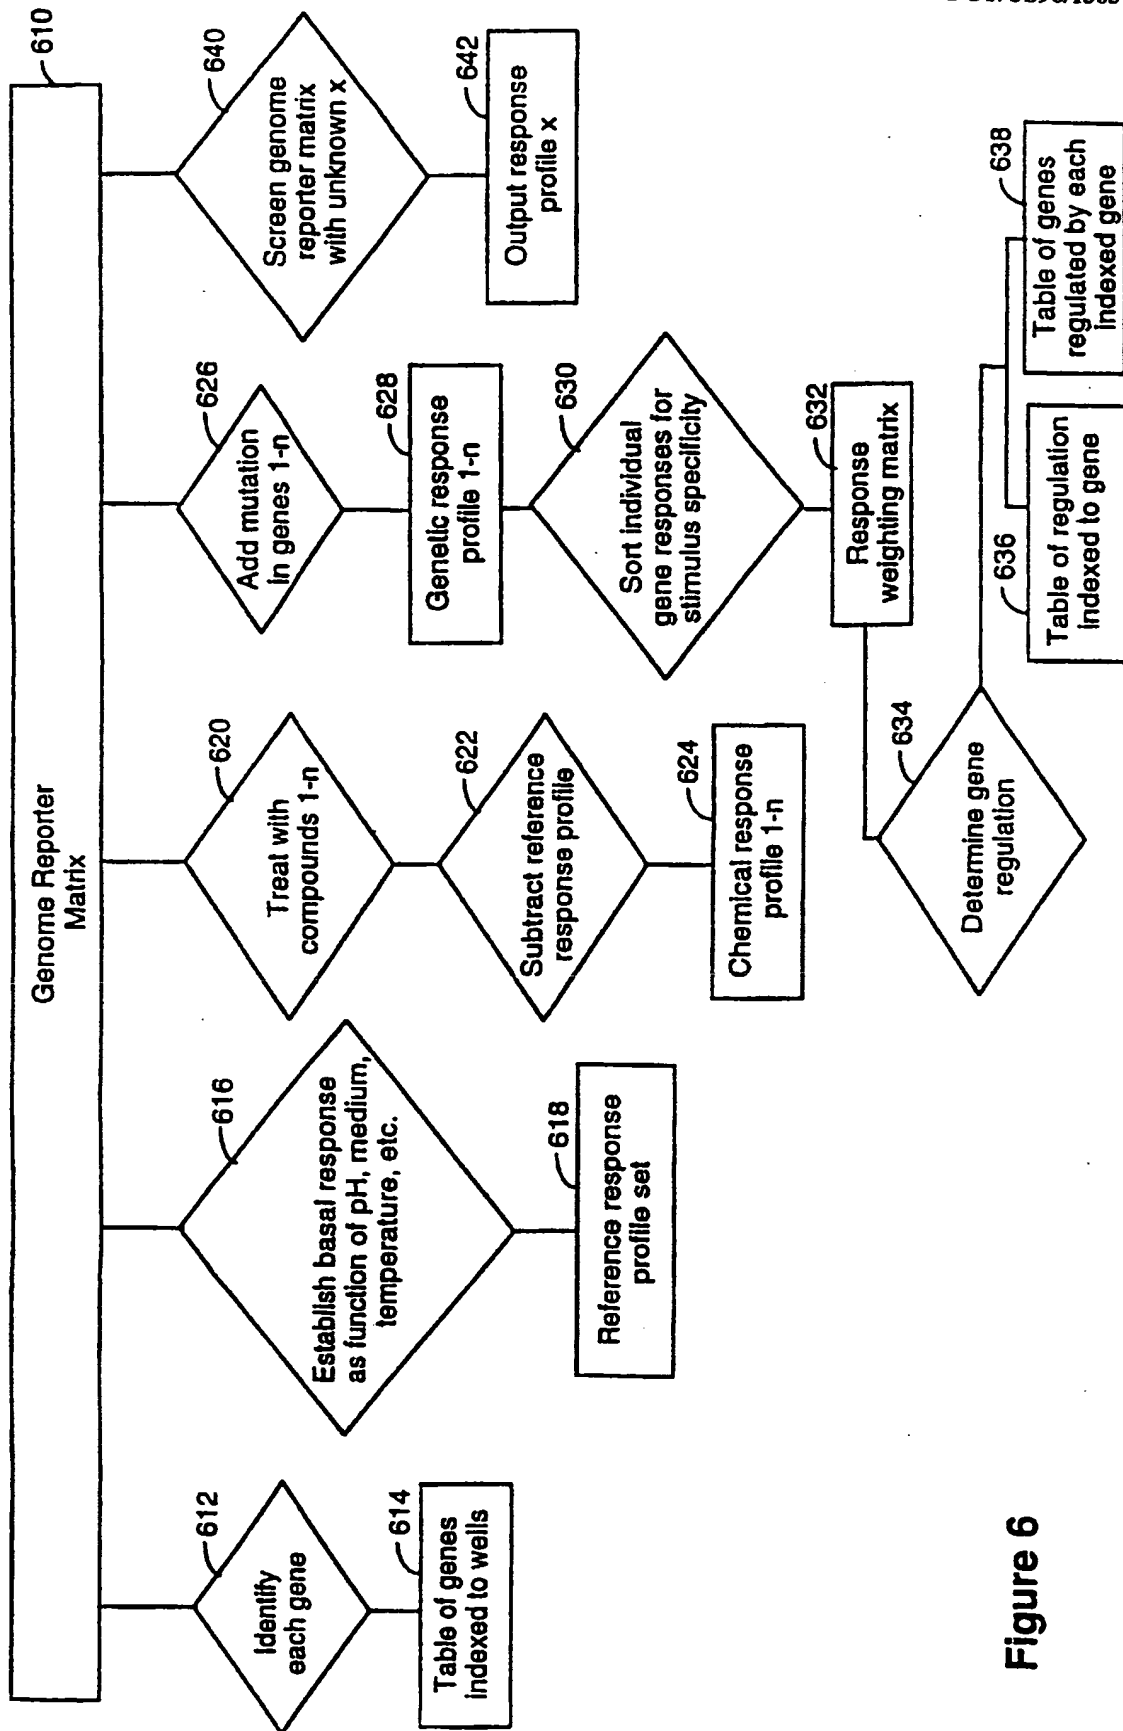 Genome Reporter
Matrix
610
Identify
each gene
612
Table of genes
indexed to wells
614
Establish basal response
as function of pH, medium,
temperature, etc.
616
Reference response
profile set
618
Treat with
compounds 1-n
620
Subtract reference
response profile
622
Chemical response
profile 1-n
624
Add mutation
in genes 1-n
626
Genetic response
profile 1-n
628
Sort individual
gene responses for
stimulus specificity
630
Response
weighting matrix
632
Determine gene
regulation
634
Table of regulation
indexed to gene
636
Table of genes
regulated by each
indexed gene
638
Screen genome
reporter matrix
with unknown x
640
Output response
profile x
642
Figure 6